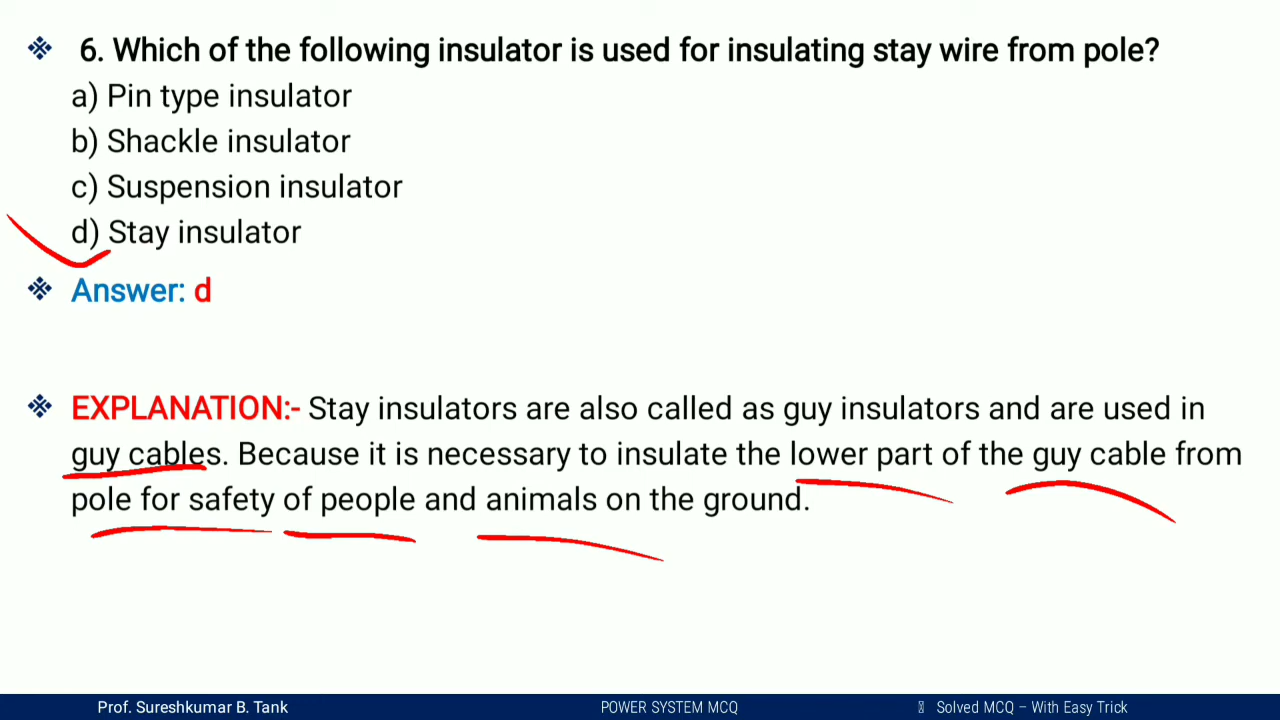 6. Which of the following insulator is used for insulating stay wire from pole?
a) Pin type insulator
b) Shackle insulator
c) Suspension insulator
d) Stay insulator
Answer: d
EXPLANATION:- Stay insulators are also called as guy insulators and are used in
guy cables. Because it is necessary to insulate the lower part of the guy cable from
pole for safety of people and animals on the ground.
Prof. Sureshkumar B. Tank POWER SYSTEM MCQ Solved MCQ – With Easy Trick